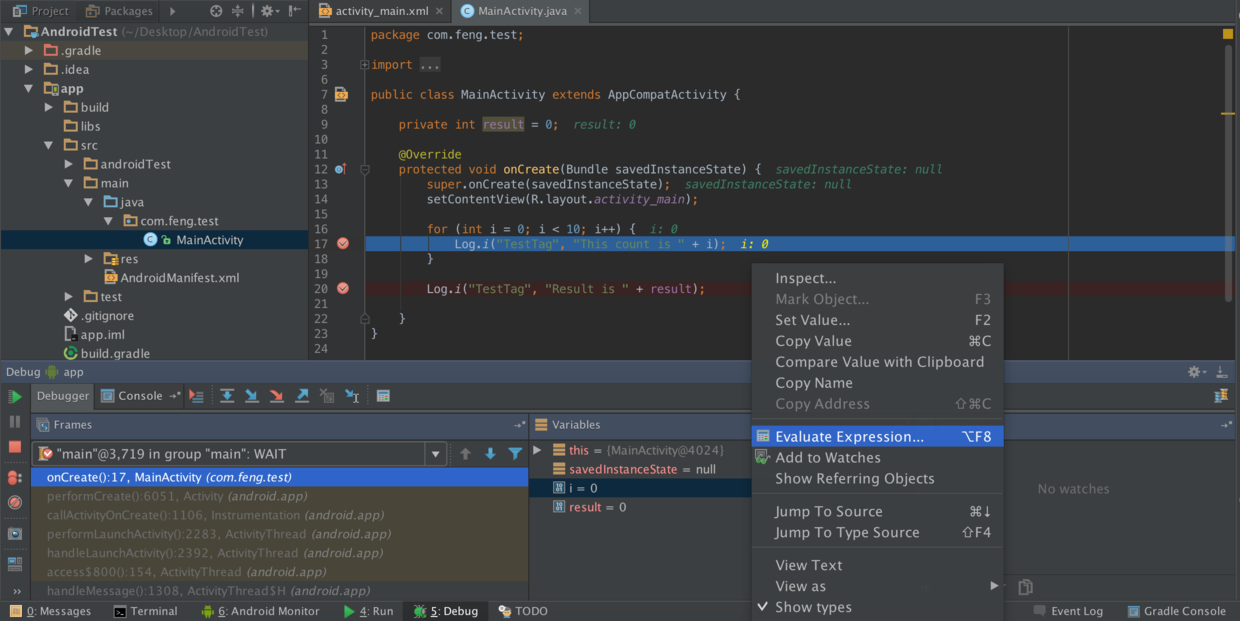 Project Packages
activity_main.xml MainActivity.java
AndroidTest (~/Desktop/AndroidTest)
.gradle
.idea
app
build
libs
src
androidTest
main
java
com.feng.test
MainActivity
res
AndroidManifest.xml
test
.gitignore
app.iml
build.gradle
1 package com.feng.test;
2
3 import ...
6
7 public class MainActivity extends AppCompatActivity {
8
9 private int result = 0; result: 0
10
11 @Override
12 protected void onCreate(Bundle savedInstanceState) { savedInstanceState: null
13 super.onCreate(savedInstanceState); savedInstanceState: null
14 setContentView(R.layout.activity_main);
15
16 for (int i = 0; i < 10; i++) { i: 0
17 Log.i("TestTag", "This count is " + i); i: 0
18 }
19
20 Log.i("TestTag", "Result is " + result);
21
22 }
23 }
24
Debug app
Debugger Console
Frames
"main"@3,719 in group "main": WAIT
onCreate():17, MainActivity (com.feng.test)
performCreate():6051, Activity (android.app)
callActivityOnCreate():1106, Instrumentation (android.app)
performLaunchActivity():2283, ActivityThread (android.app)
handleLaunchActivity():2392, ActivityThread (android.app)
access$800():154, ActivityThread (android.app)
handleMessage():1308, ActivityThread$H (android.app)
Variables
this = {MainActivity@4024}
savedInstanceState = null
i = 0
result = 0
Inspect...
Mark Object... F3
Set Value... F2
Copy Value ⌘C
Compare Value with Clipboard
Copy Name
Copy Address ⇧⌘C
Evaluate Expression... ⌥F8
Add to Watches
Show Referring Objects
Jump To Source ⌘↓
Jump To Type Source ⇧F4
View Text
View as
Show types
No watches
0: Messages Terminal 6: Android Monitor 4: Run 5: Debug TODO Event Log Gradle Console